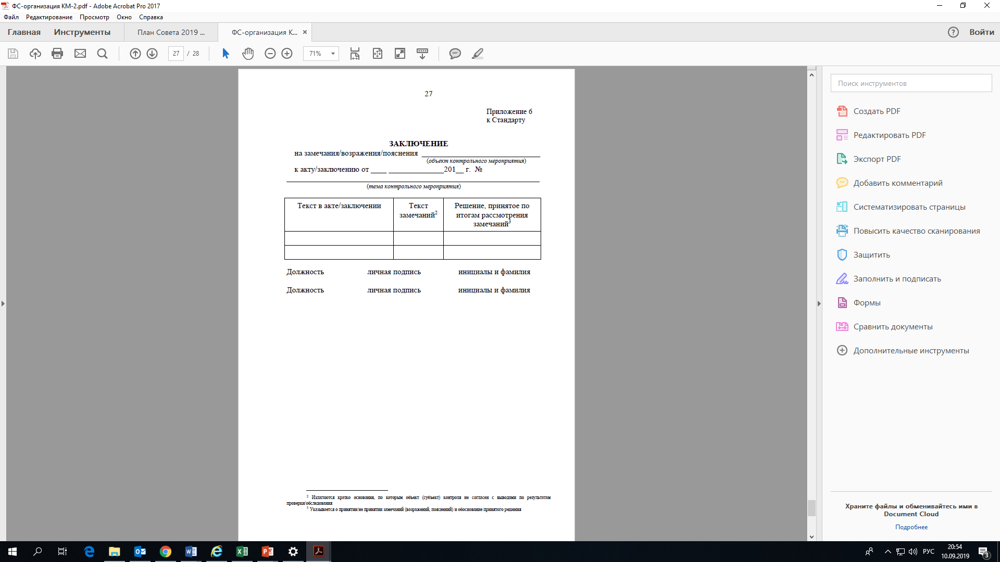 ФС-организация КМ-2.pdf - Adobe Acrobat Pro 2017
Файл Редактирование Просмотр Окно Справка
Главная Инструменты План Совета 2019 ... ФС-организация К... Войти
27 / 28 71%
27
Приложение 6
к Стандарту
ЗАКЛЮЧЕНИЕ
на замечания/возражения/пояснения ______________________________
(объект контрольного мероприятия)
к акту/заключению от ____ ______________201__ г. №
________________________________________________________________
(тема контрольного мероприятия)
Текст в акте/заключении
Текст
замечаний2
Решение, принятое по
итогам рассмотрения
замечаний3
Должность личная подпись инициалы и фамилия
Должность личная подпись инициалы и фамилия
2 Излагаются кратко основания, по которым объект (субъект) контроля не согласен с выводами по результатам
проверки/обследования
3 Указывается о принятии/не принятии замечаний (возражений, пояснений) и обоснование принятого решения
Поиск инструментов
Создать PDF
Редактировать PDF
Экспорт PDF
Добавить комментарий
Систематизировать страницы
Повысить качество сканирования
Защитить
Заполнить и подписать
Формы
Сравнить документы
Дополнительные инструменты
Храните файлы и обменивайтесь ими в
Document Cloud
Подробнее
РУС
20:54
10.09.2019
3